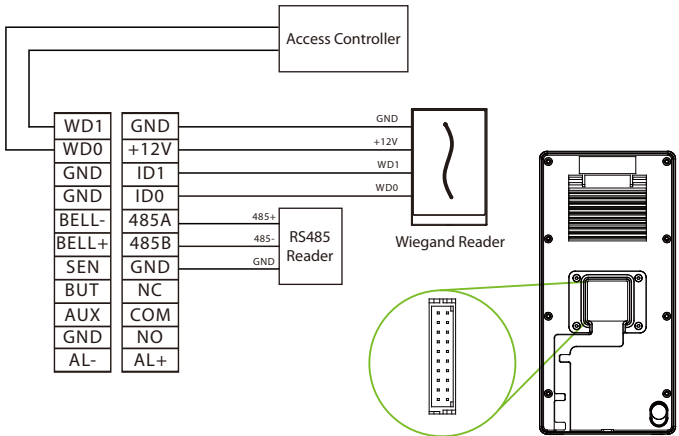 Access Controller
WD1 GND GND
WD0 +12V +12V
GND ID1 WD1
GND ID0 WD0
BELL- 485A 485+
BELL+ 485B 485-
SEN GND GND
RS485
Reader
Wiegand Reader
BUT NC
AUX COM
GND NO
AL- AL+